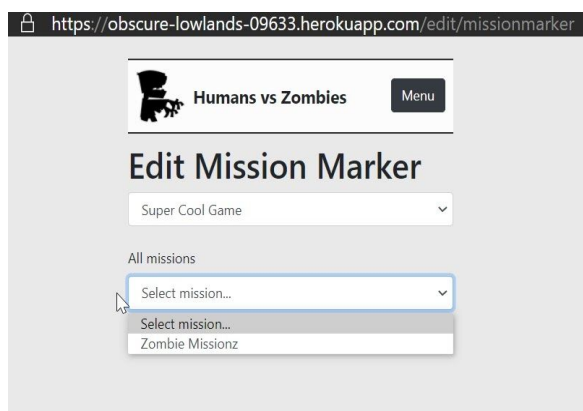 https://obscure-lowlands-09633.herokuapp.com/edit/missionmarker
Humans vs Zombies
Menu
Edit Mission Marker
Super Cool Game
All missions
Select mission...
Select mission...
Zombie Missionz